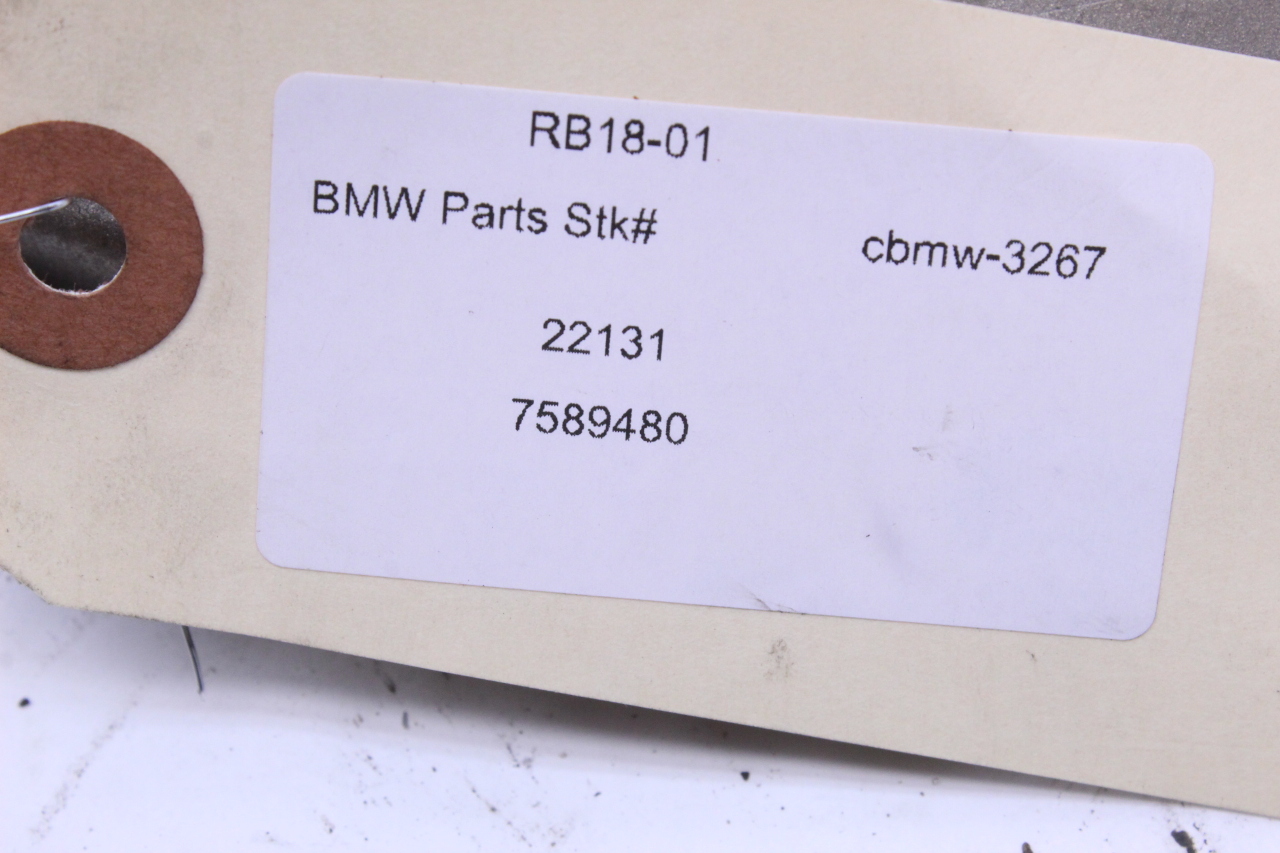 RB18-01
BMW Parts Stk# cbmw-3267
22131
7589480